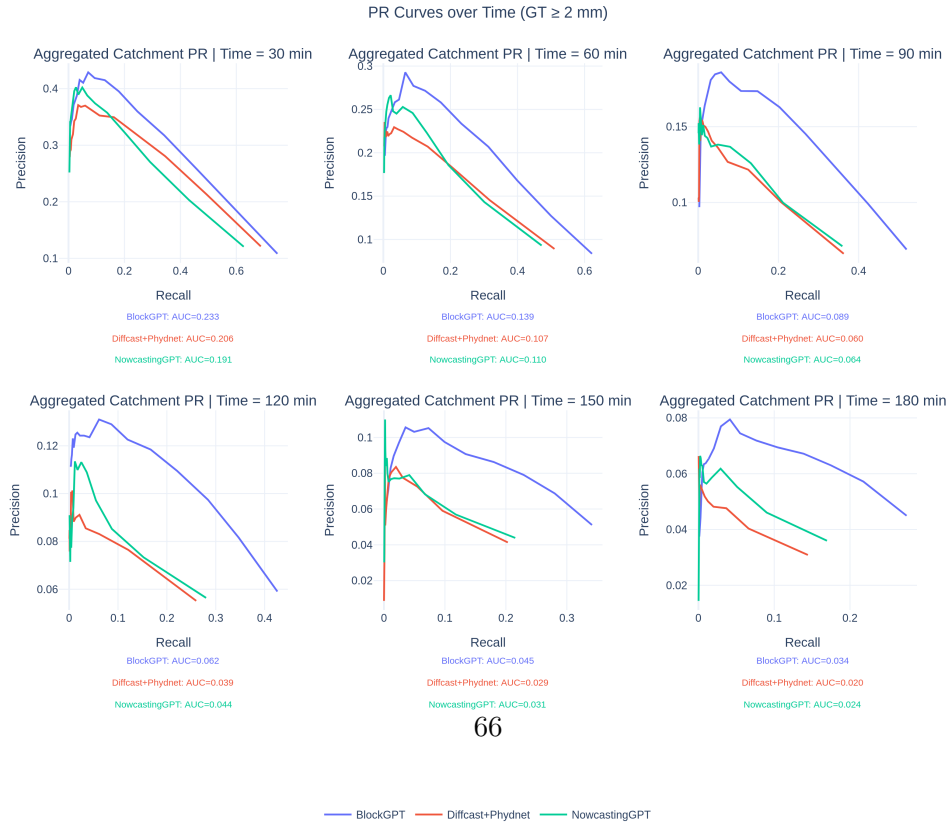 PR Curves over Time (GT ≥ 2 mm)
Aggregated Catchment PR | Time = 30 min
Precision
0.4
0.3
0.2
0.1
0 0.2 0.4 0.6
Recall
BlockGPT: AUC=0.233
Diffcast+Phydnet: AUC=0.206
NowcastingGPT: AUC=0.191
Aggregated Catchment PR | Time = 60 min
Precision
0.3
0.25
0.2
0.15
0.1
0 0.2 0.4 0.6
Recall
BlockGPT: AUC=0.139
Diffcast+Phydnet: AUC=0.107
NowcastingGPT: AUC=0.110
Aggregated Catchment PR | Time = 90 min
Precision
0.15
0.1
0 0.2 0.4
Recall
BlockGPT: AUC=0.089
Diffcast+Phydnet: AUC=0.060
NowcastingGPT: AUC=0.064
Aggregated Catchment PR | Time = 120 min
Precision
0.12
0.1
0.08
0.06
0 0.1 0.2 0.3 0.4
Recall
BlockGPT: AUC=0.062
Diffcast+Phydnet: AUC=0.039
NowcastingGPT: AUC=0.044
Aggregated Catchment PR | Time = 150 min
Precision
0.1
0.08
0.06
0.04
0.02
0 0.1 0.2 0.3
Recall
BlockGPT: AUC=0.045
Diffcast+Phydnet: AUC=0.029
NowcastingGPT: AUC=0.031
Aggregated Catchment PR | Time = 180 min
Precision
0.08
0.06
0.04
0.02
0 0.1 0.2
Recall
BlockGPT: AUC=0.034
Diffcast+Phydnet: AUC=0.020
NowcastingGPT: AUC=0.024
66
BlockGPT Diffcast+Phydnet NowcastingGPT